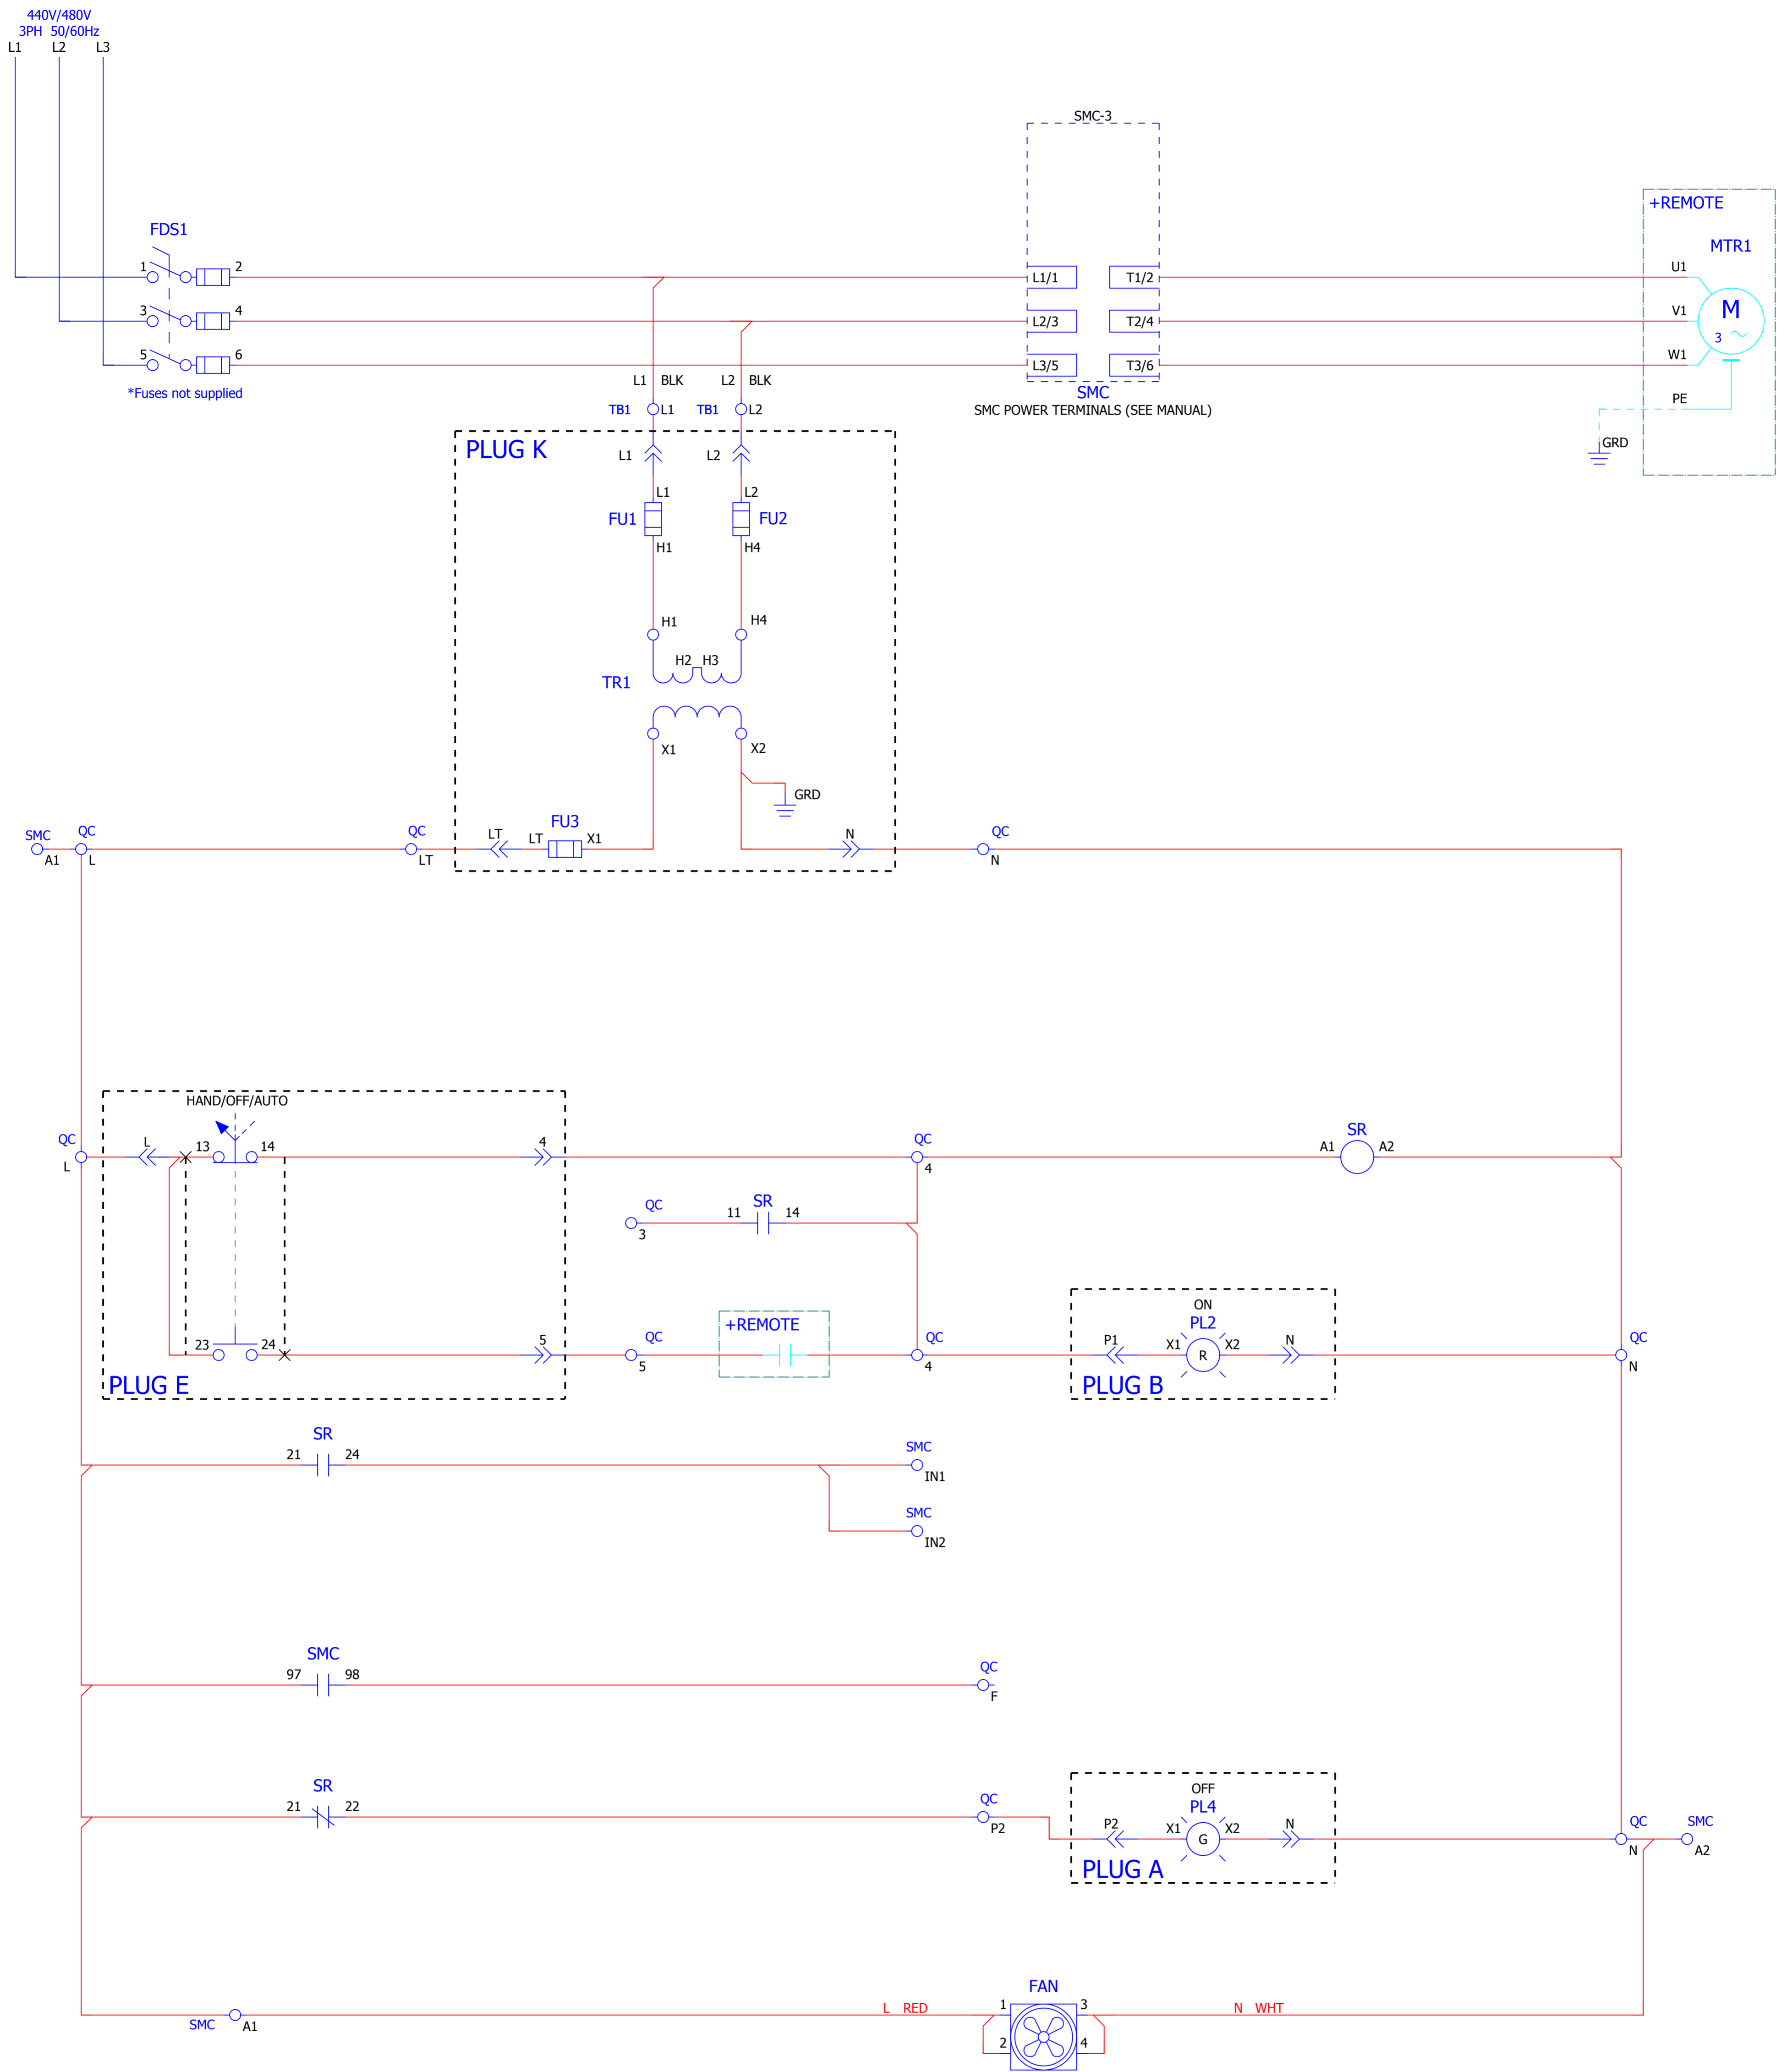 440V/480V
3PH 50/60Hz
L1 L2 L3
SMC-3
+REMOTE
FDS1
MTR1
1 2 L1/1 T1/2 U1
3 4 L2/3 T2/4 V1 M
3
5 6 L3/5 T3/6 W1
*Fuses not supplied
L1 BLK L2 BLK
SMC
PE
TB1 L1 TB1 L2
SMC POWER TERMINALS (SEE MANUAL)
GRD
PLUG K
L1 L2
L1 L2
FU1 FU2
H1 H4
H1 H4
H2 H3
TR1
X1 X2
GRD
SMC QC QC FU3 QC
LT LT X1 N
A1 L LT N
HAND/OFF/AUTO
QC L 13 14 4 QC A1 SR A2
L 4
QC 11 SR 14
3
+REMOTE
ON
PL2
23 24 5 QC QC P1 X1 R X2 N QC
5 4 N
PLUG E
PLUG B
SR
21 24 SMC
IN1
SMC
IN2
SMC
97 98 QC
F
SR
21 22 QC
P2
OFF
PL4
P2 X1 G X2 N QC SMC
N A2
PLUG A
FAN
L RED 1 3 N WHT
SMC A1
2 4